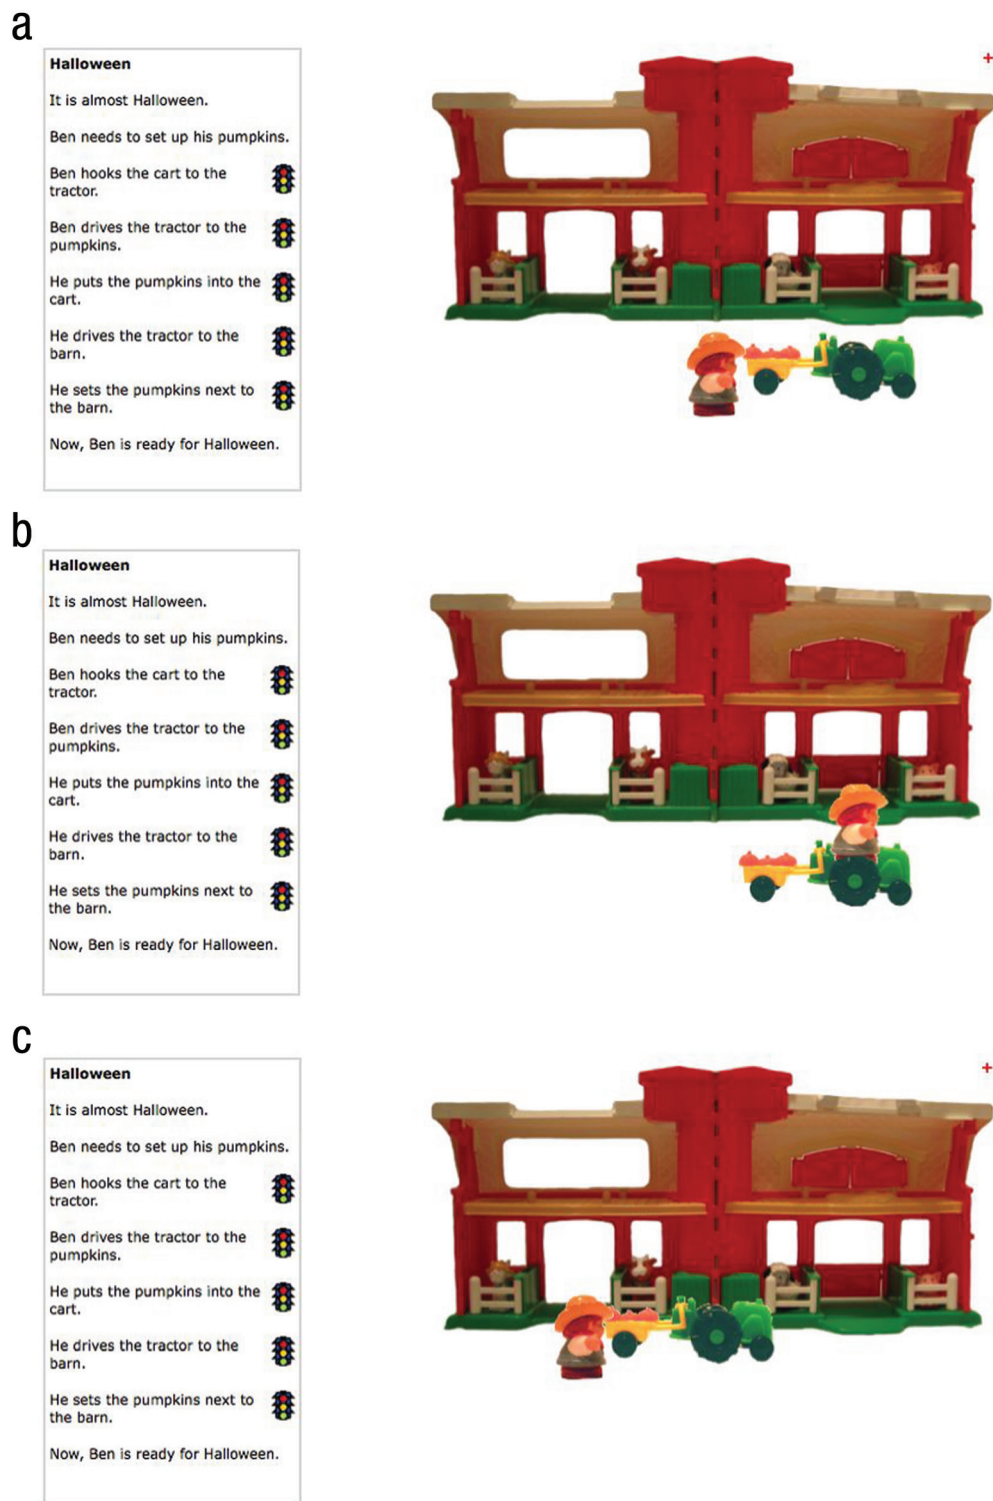 a
Halloween
It is almost Halloween.
Ben needs to set up his pumpkins.
Ben hooks the cart to the
tractor.
Ben drives the tractor to the
pumpkins.
He puts the pumpkins into the
cart.
He drives the tractor to the
barn.
He sets the pumpkins next to
the barn.
Now, Ben is ready for Halloween.
+
b
Halloween
It is almost Halloween.
Ben needs to set up his pumpkins.
Ben hooks the cart to the
tractor.
Ben drives the tractor to the
pumpkins.
He puts the pumpkins into the
cart.
He drives the tractor to the
barn.
He sets the pumpkins next to
the barn.
Now, Ben is ready for Halloween.
c
Halloween
It is almost Halloween.
Ben needs to set up his pumpkins.
Ben hooks the cart to the
tractor.
Ben drives the tractor to the
pumpkins.
He puts the pumpkins into the
cart.
He drives the tractor to the
barn.
He sets the pumpkins next to
the barn.
Now, Ben is ready for Halloween.
+